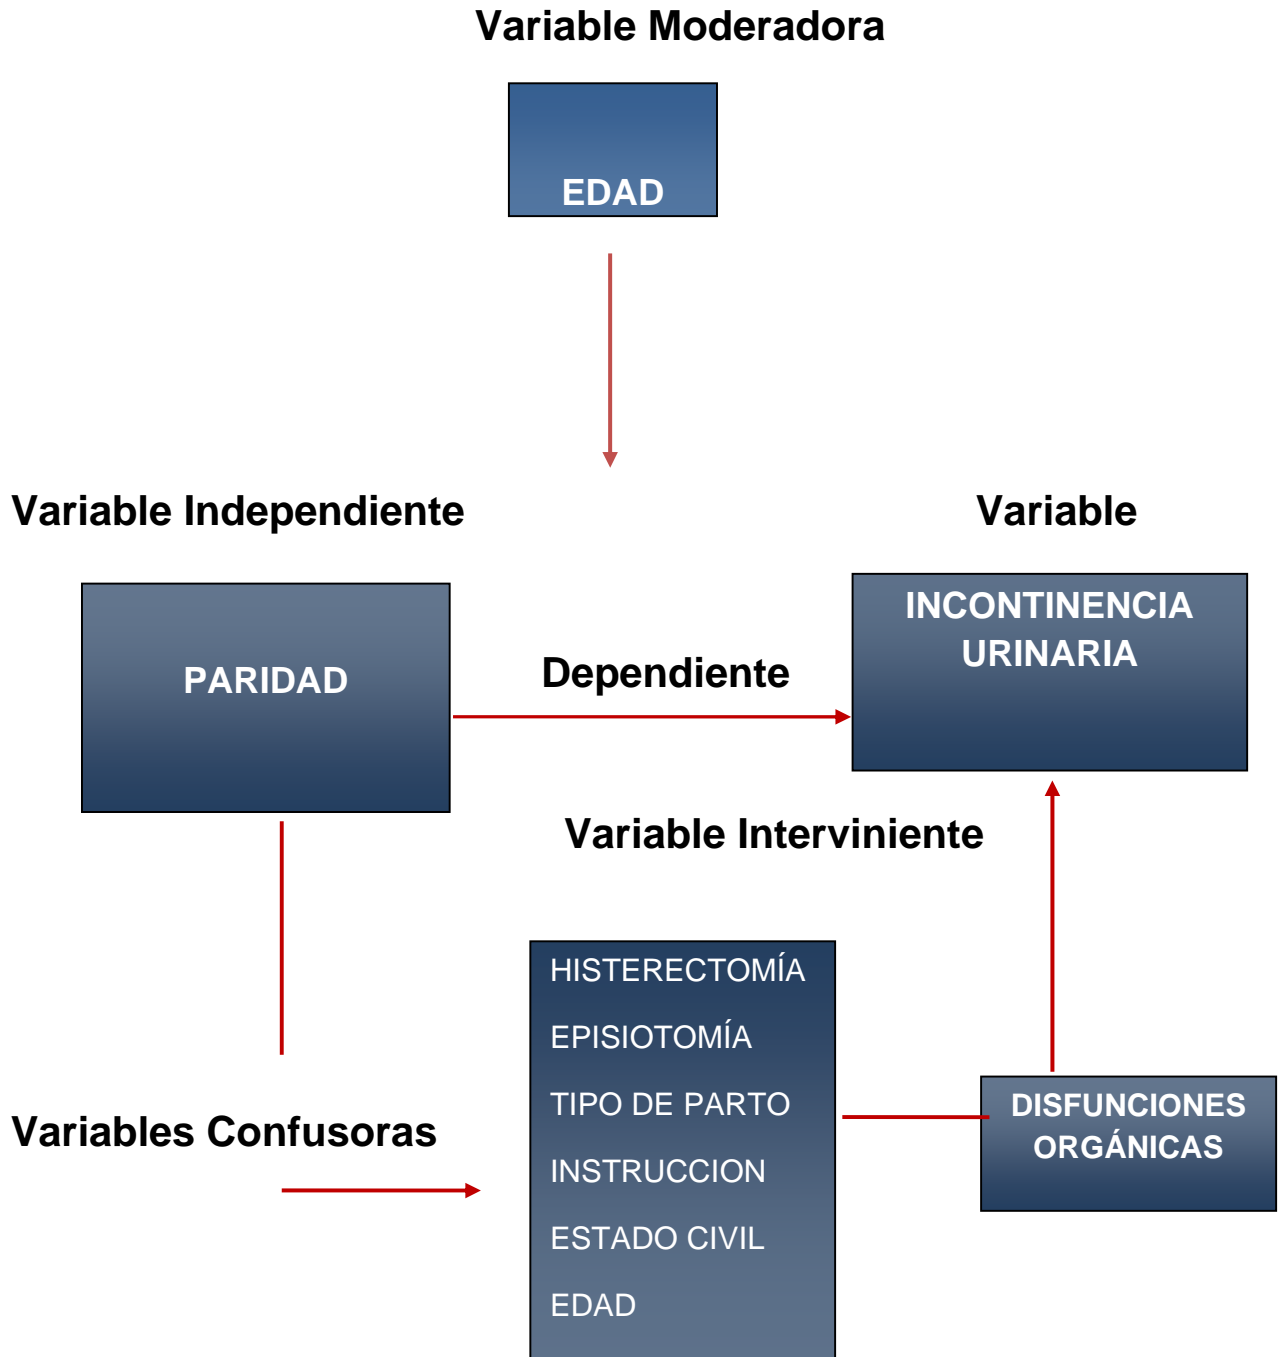 Variable Moderadora
EDAD
Variable Independiente
Variable
INCONTINENCIA
URINARIA
PARIDAD
Dependiente
Variable Interviniente
HISTERECTOMÍA
EPISIOTOMÍA
TIPO DE PARTO
INSTRUCCION
ESTADO CIVIL
EDAD
DISFUNCIONES
ORGÁNICAS
Variables Confusoras